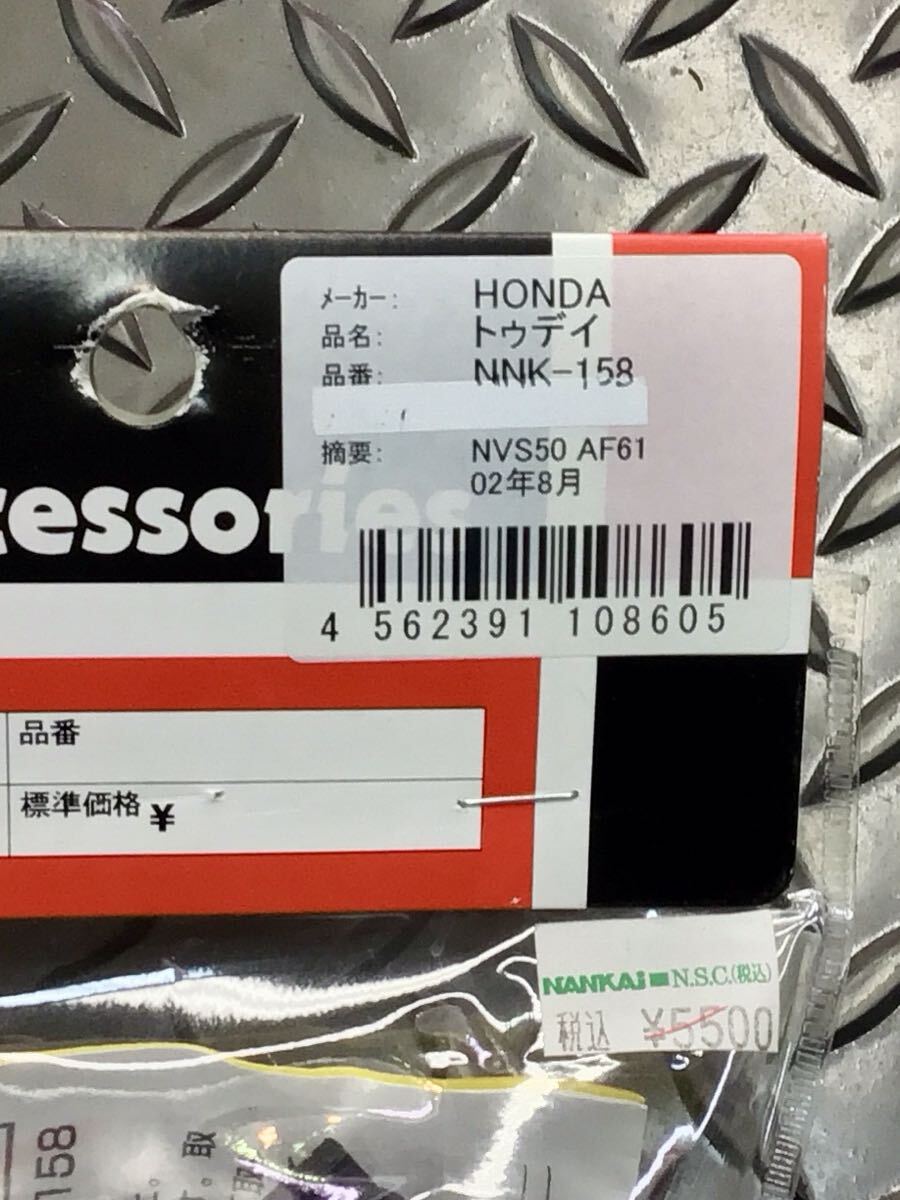 メーカー: HONDA
品名: トゥデイ
品番: NNK-158
摘要: NVS50 AF61
02年8月
cessories
4 562391 108605
品番
標準価格 ¥
NANKAi N.S.C.(税込)
税込 ¥5500
158
取